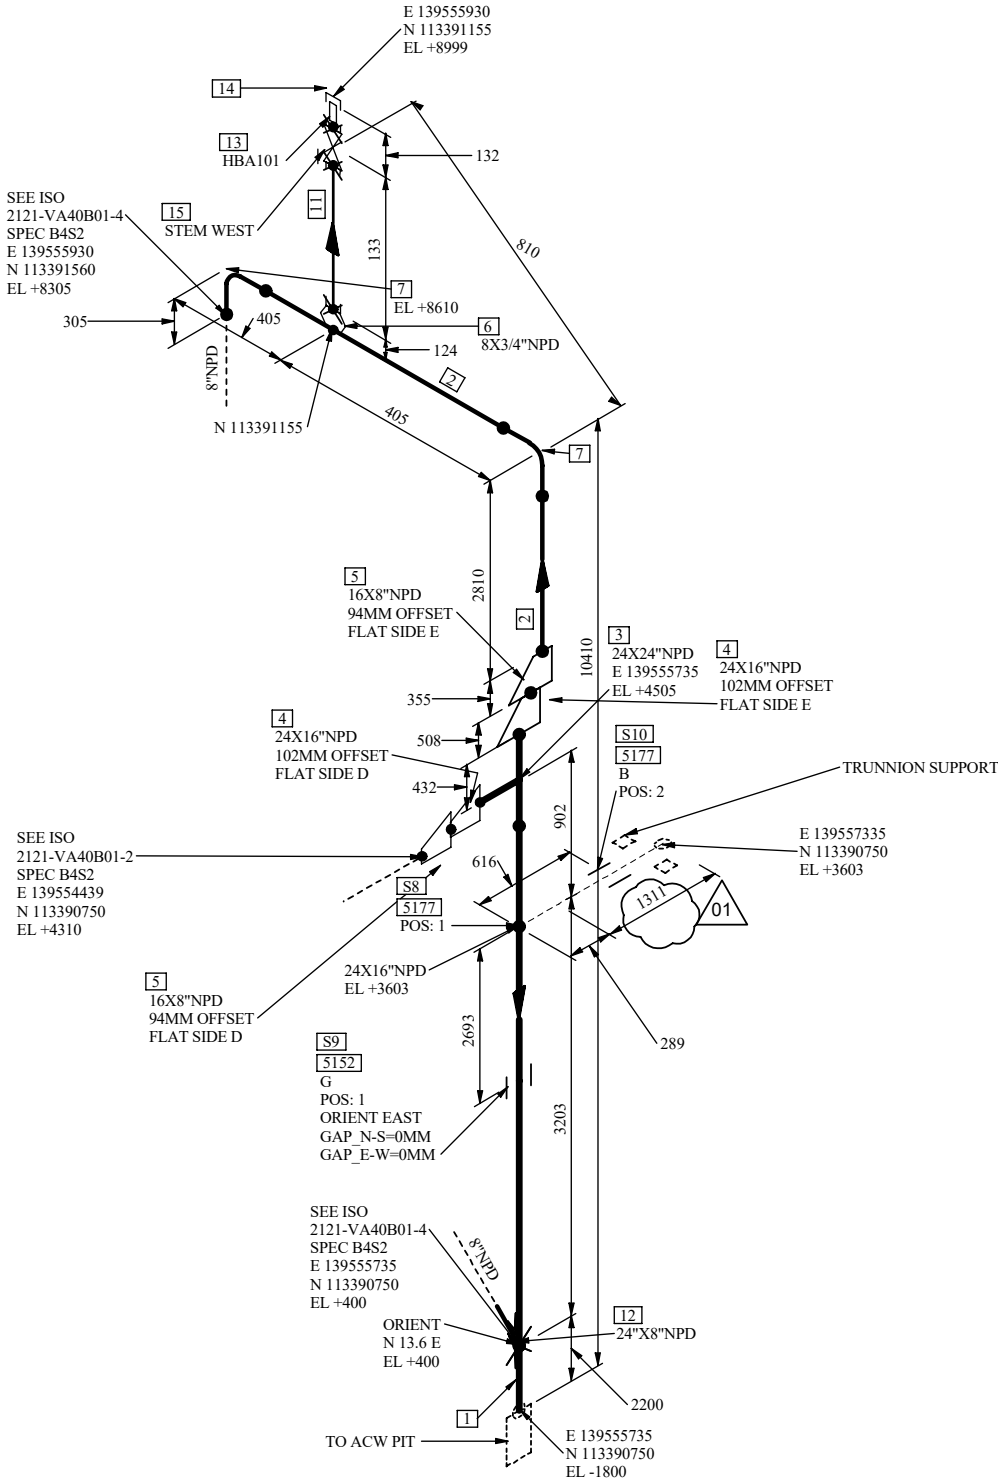 E 139555930
N 113391155
EL +8999
14
13
HBA101
132
SEE ISO
2121-VA40B01-4
SPEC B4S2
E 139555930
N 113391560
EL +8305
15
STEM WEST
11
133
810
7
EL +8610
305
405
6
8X3/4"NPD
124
8"NPD
2
405
N 113391155
7
2810
5
16X8"NPD
94MM OFFSET
FLAT SIDE E
2
10410
3
24X24"NPD
E 139555735
EL +4505
4
24X16"NPD
102MM OFFSET
FLAT SIDE E
355
4
24X16"NPD
102MM OFFSET
FLAT SIDE D
508
432
S10
5177
B
POS: 2
TRUNNION SUPPORT
902
SEE ISO
2121-VA40B01-2
SPEC B4S2
E 139554439
N 113390750
EL +4310
E 139557335
N 113390750
EL +3603
616
S8
5177
POS: 1
1311
01
24X16"NPD
EL +3603
5
16X8"NPD
94MM OFFSET
FLAT SIDE D
2693
289
S9
5152
G
POS: 1
ORIENT EAST
GAP_N-S=0MM
GAP_E-W=0MM
3203
SEE ISO
2121-VA40B01-4
SPEC B4S2
E 139555735
N 113390750
EL +400
8"NPD
ORIENT
N 13.6 E
EL +400
12
24"X8"NPD
2200
1
TO ACW PIT
E 139555735
N 113390750
EL -1800